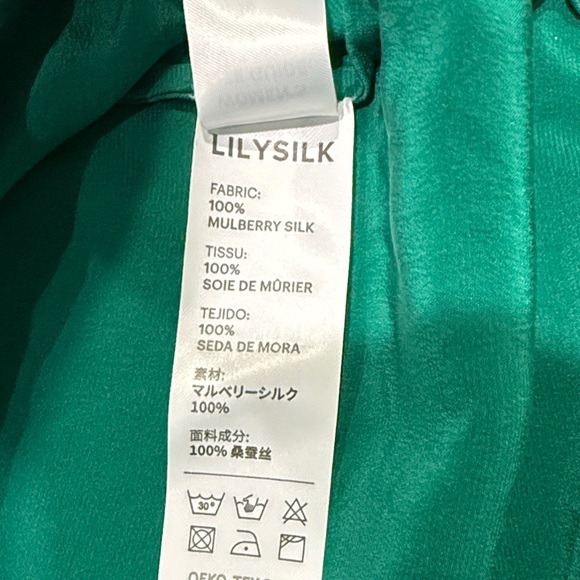 LILYSILK
FABRIC:
100%
MULBERRY SILK
TISSU:
100%
SOIE DE MÛRIER
TEJIDO:
100%
SEDA DE MORA
素材:
マルベリーシルク
100%
面料成分:
100% 桑蚕丝
30°